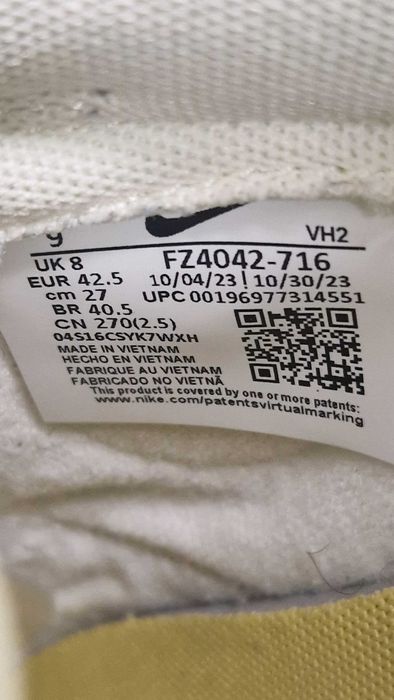 9 VH2
UK 8 FZ4042-716
EUR 42.5 10/04/23 ! 10/30/23
cm 27 UPC 00196977314551
BR 40.5
CN 270(2.5)
04S16CSYK7WXH
MADE IN VIETNAM
HECHO EN VIETNAM
FABRIQUE AU VIETNAM
FABRICADO NO VIETNÃ
This product is covered by one or more patents:
www.nike.com/patentsvirtualmarking